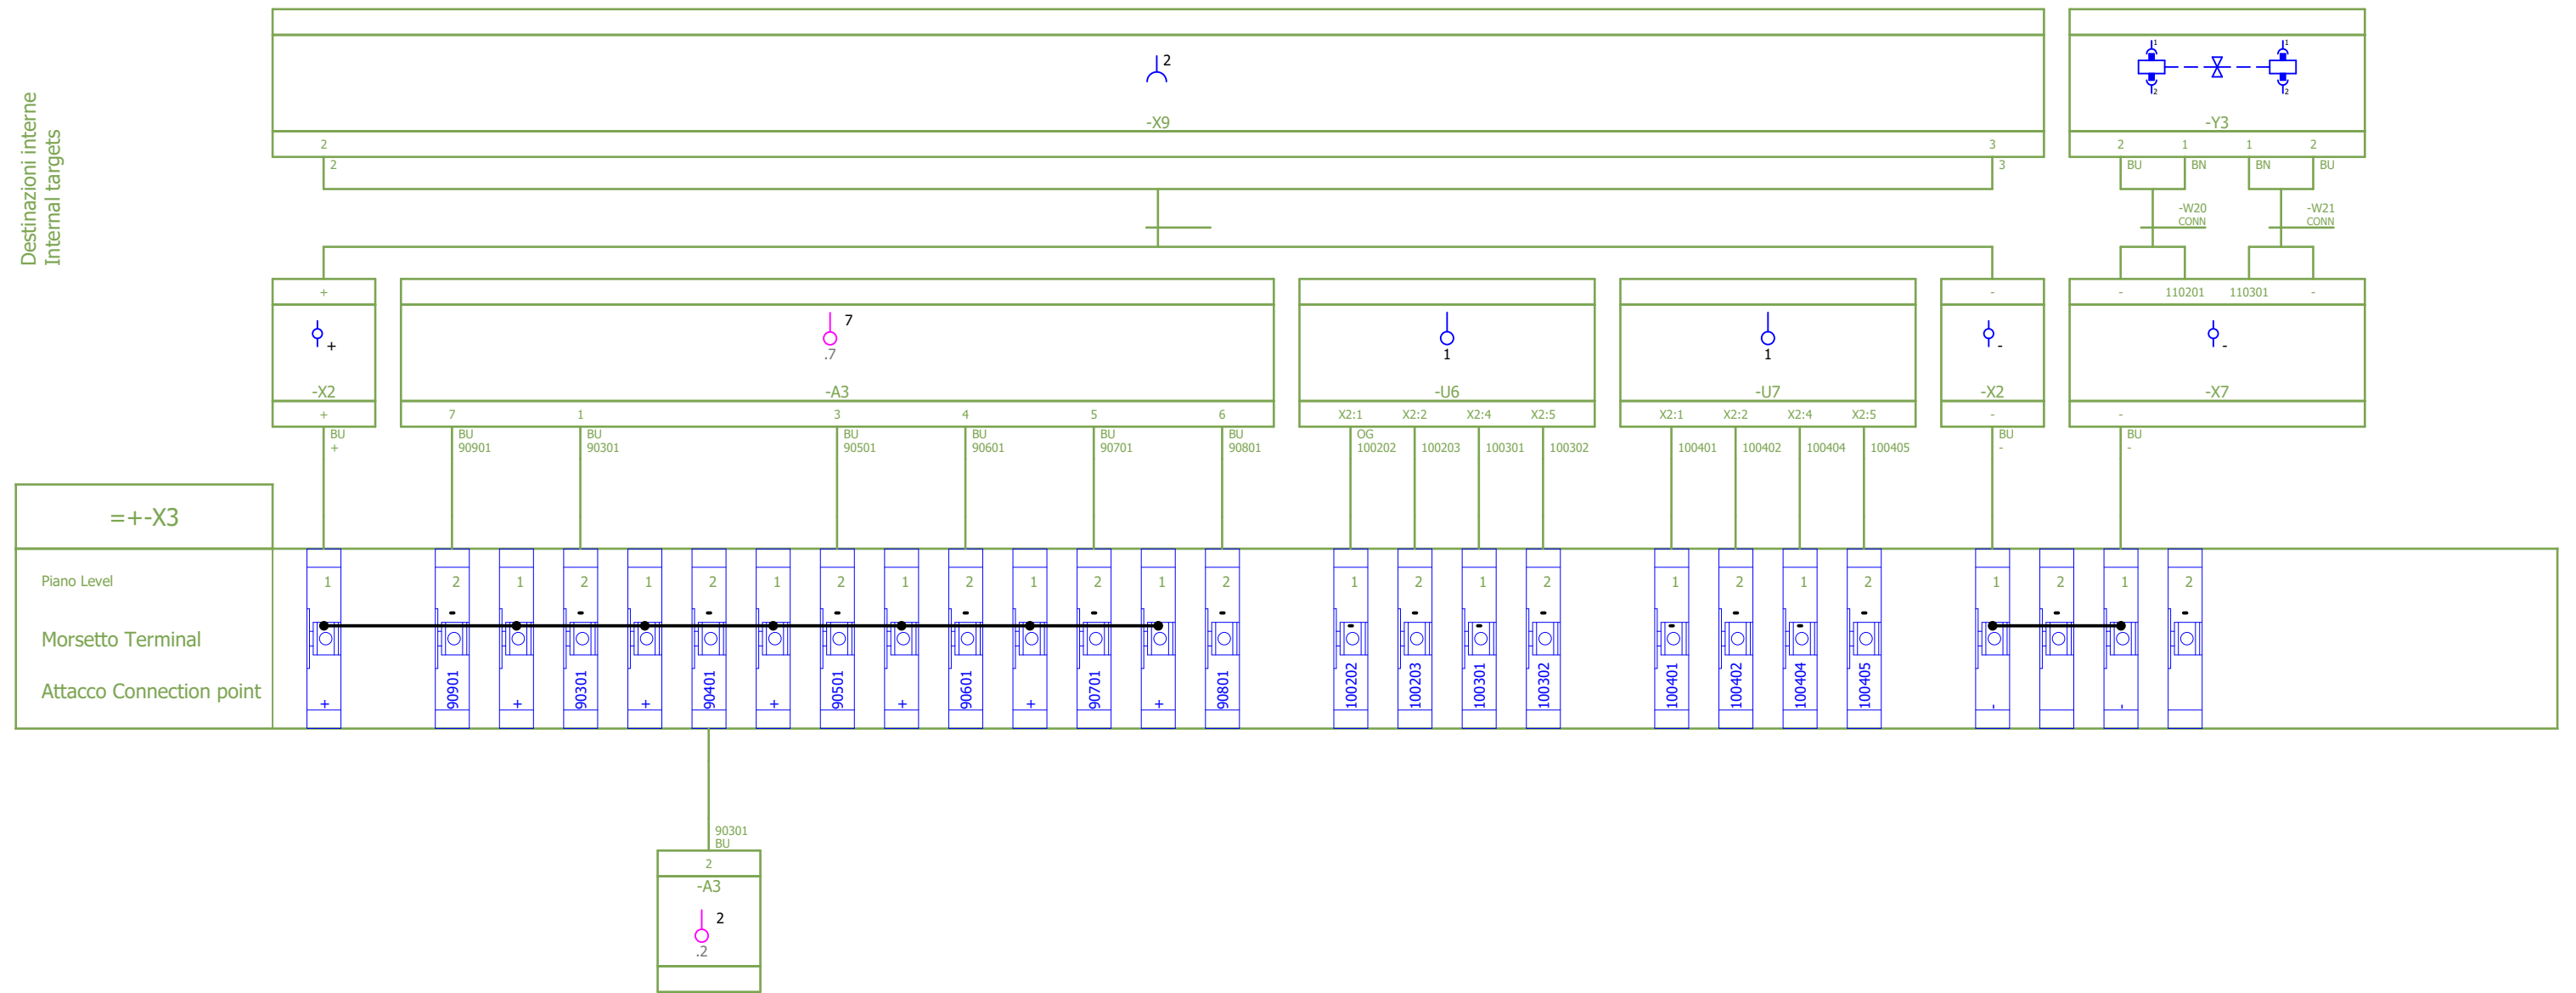 Destinazioni interne
Internal targets
2
-X9
2 3
2 3
1 1
2 2
-Y3
2 1 1 2
BU BN BN BU
-W20 CONN
-W21 CONN
+ - - 110201 110301 -
+
-X2
+
7
.7
-A3
7 1 3 4 5 6
1
-U6
X2:1 X2:2 X2:4 X2:5
1
-U7
X2:1 X2:2 X2:4 X2:5
-
-X2
-
-
-X7
-
BU BU BU BU BU BU BU OG BU BU
+ 90901 90301 90501 90601 90701 90801 100202 100203 100301 100302 100401 100402 100404 100405 - -
=+-X3
Piano Level 1 2 1 2 1 2 1 2 1 2 1 2 1 2 1 2 1 2 1 2 1 2 1 2 1 2
Morsetto Terminal
Attacco Connection point
+ 90901 + 90301 + 90401 + 90501 + 90601 + 90701 + 90801 100202 100203 100301 100302 100401 100402 100404 100405 - -
90301
BU
2
-A3
2
.2